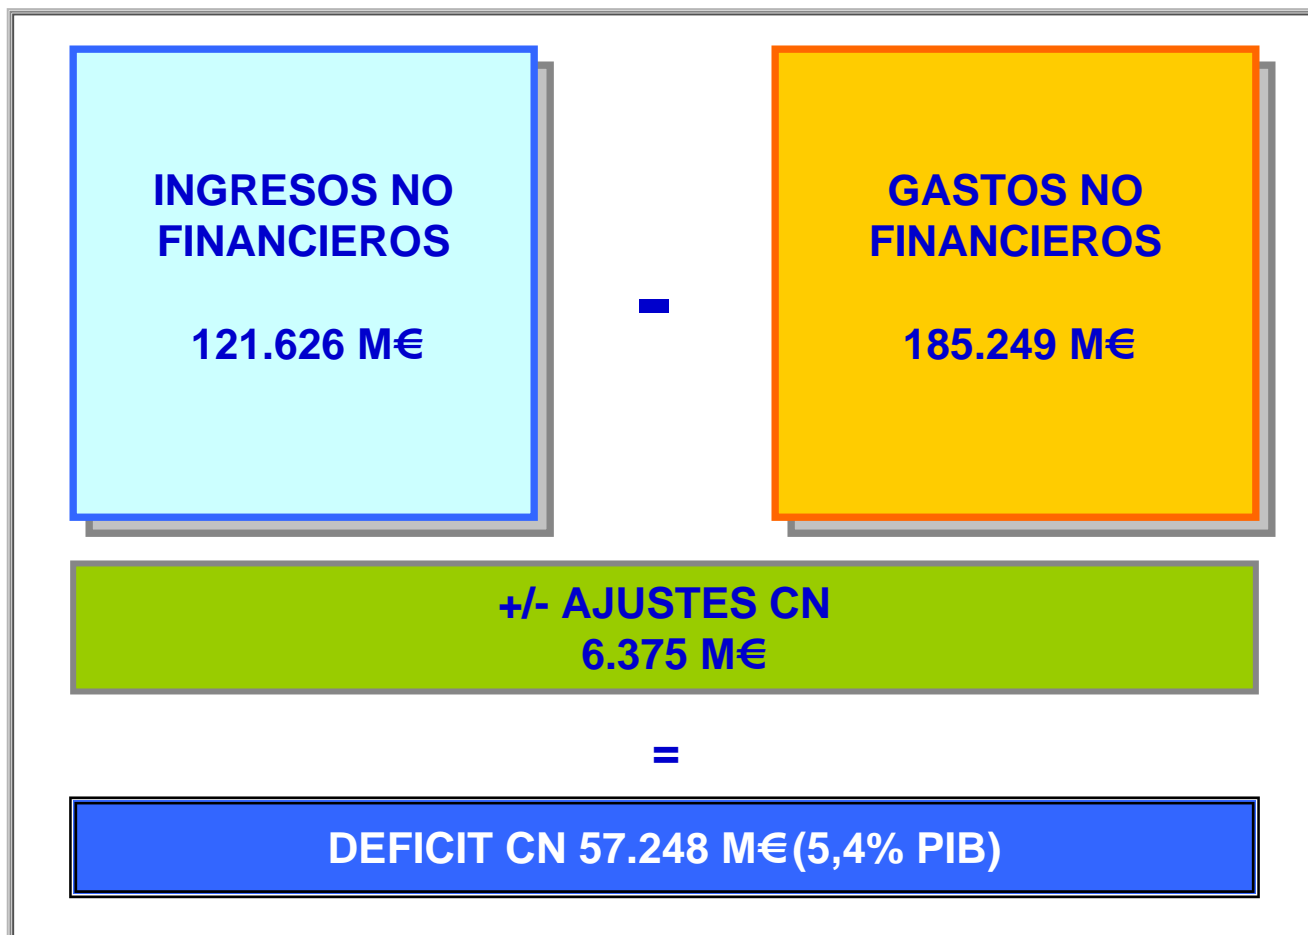 INGRESOS NO
FINANCIEROS
121.626 M€
-
GASTOS NO
FINANCIEROS
185.249 M€
+/- AJUSTES CN
6.375 M€
=
DEFICIT CN 57.248 M€(5,4% PIB)